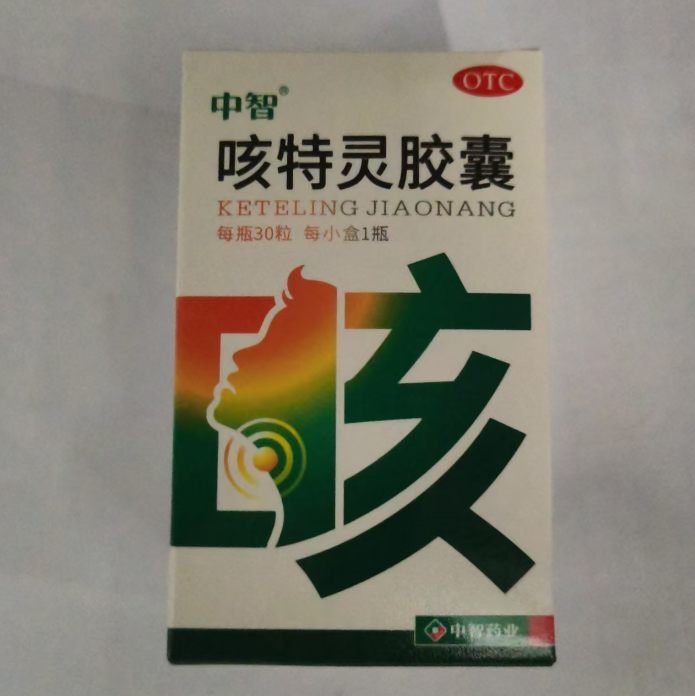 OTC
中智®
咳特灵胶囊
KETELING JIAONANG
每瓶30粒 每小盒1瓶
咳
中智药业